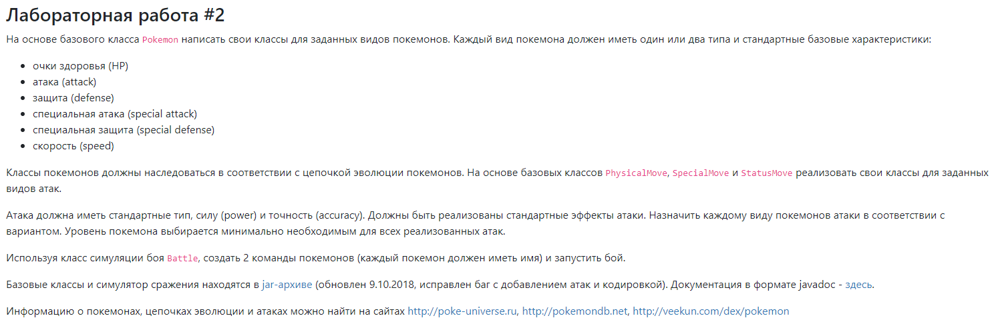 Лабораторная работа #2
На основе базового класса Pokemon написать свои классы для заданных видов покемонов. Каждый вид покемона должен иметь один или два типа и стандартные базовые характеристики:
• очки здоровья (HP)
• атака (attack)
• защита (defense)
• специальная атака (special attack)
• специальная защита (special defense)
• скорость (speed)
Классы покемонов должны наследоваться в соответствии с цепочкой эволюции покемонов. На основе базовых классов PhysicalMove, SpecialMove и StatusMove реализовать свои классы для заданных
видов атак.
Атака должна иметь стандартные тип, силу (power) и точность (accuracy). Должны быть реализованы стандартные эффекты атаки. Назначить каждому виду покемонов атаки в соответствии с
вариантом. Уровень покемона выбирается минимально необходимым для всех реализованных атак.
Используя класс симуляции боя Battle, создать 2 команды покемонов (каждый покемон должен иметь имя) и запустить бой.
Базовые классы и симулятор сражения находятся в jar-архиве (обновлен 9.10.2018, исправлен баг с добавлением атак и кодировкой). Документация в формате javadoc - здесь.
Информацию о покемонах, цепочках эволюции и атаках можно найти на сайтах http://poke-universe.ru, http://pokemondb.net, http://veekun.com/dex/pokemon